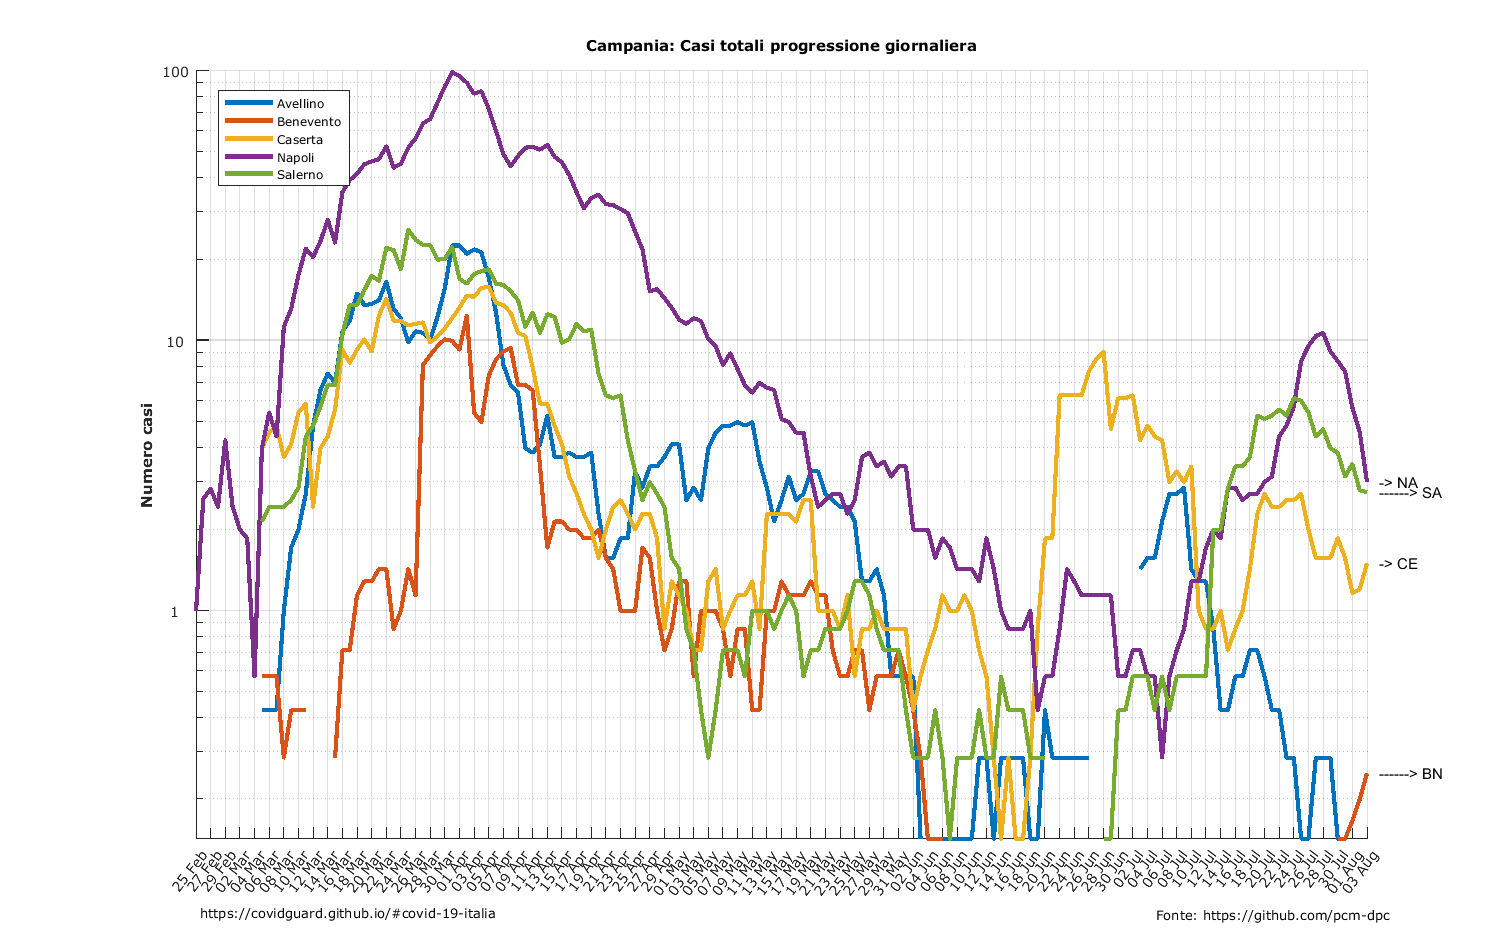 Campania: Casi totali progressione giornaliera
100
10
1
Numero casi
Avellino
Benevento
Caserta
Napoli
Salerno
-> NA
------> SA
-> CE
------> BN
25 Feb
27 Feb
29 Feb
02 Mar
04 Mar
06 Mar
08 Mar
10 Mar
12 Mar
14 Mar
16 Mar
18 Mar
20 Mar
22 Mar
24 Mar
26 Mar
28 Mar
30 Mar
01 Apr
03 Apr
05 Apr
07 Apr
09 Apr
11 Apr
13 Apr
15 Apr
17 Apr
19 Apr
21 Apr
23 Apr
25 Apr
27 Apr
29 Apr
01 May
03 May
05 May
07 May
09 May
11 May
13 May
15 May
17 May
19 May
21 May
23 May
25 May
27 May
29 May
31 May
02 Jun
04 Jun
06 Jun
08 Jun
10 Jun
12 Jun
14 Jun
16 Jun
18 Jun
20 Jun
22 Jun
24 Jun
26 Jun
28 Jun
30 Jun
02 Jul
04 Jul
06 Jul
08 Jul
10 Jul
12 Jul
14 Jul
16 Jul
18 Jul
20 Jul
22 Jul
24 Jul
26 Jul
28 Jul
30 Jul
01 Aug
03 Aug
https://covidguard.github.io/#covid-19-italia
Fonte: https://github.com/pcm-dpc